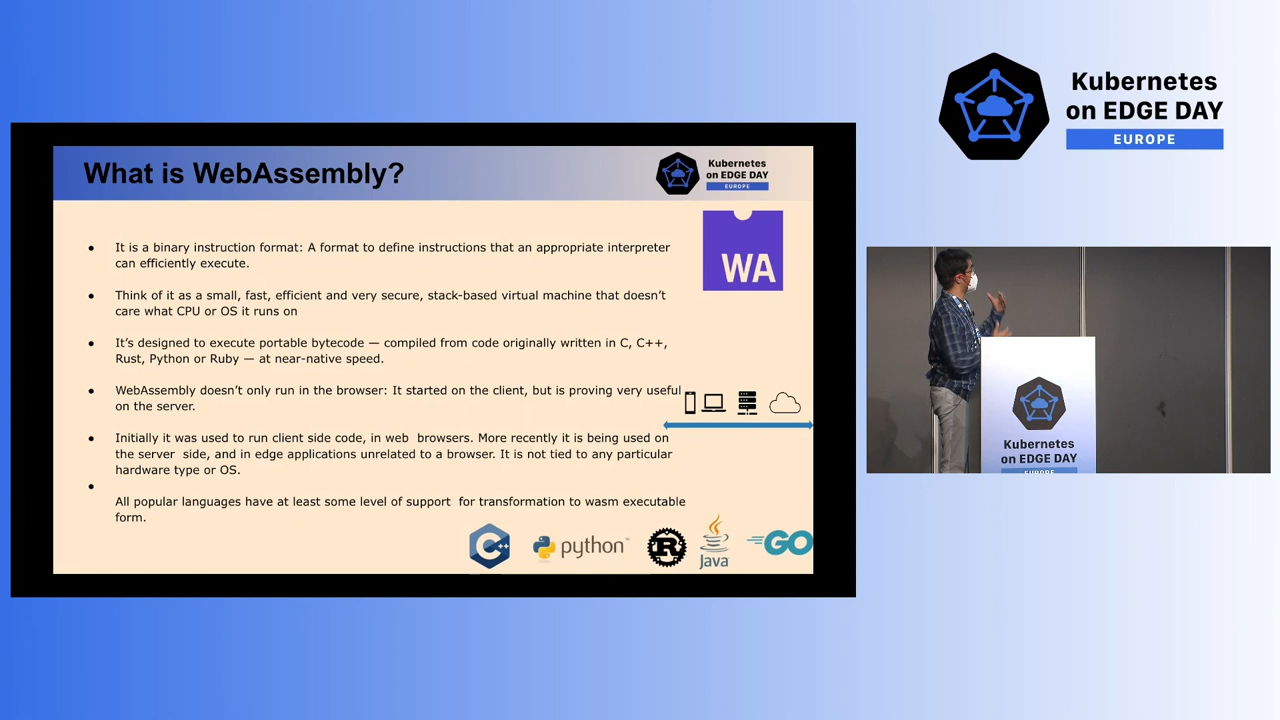 Kubernetes
on EDGE DAY
EUROPE
What is WebAssembly?
Kubernetes
on EDGE DAY
EUROPE
WA
• It is a binary instruction format: A format to define instructions that an appropriate interpreter
can efficiently execute.
• Think of it as a small, fast, efficient and very secure, stack-based virtual machine that doesn't
care what CPU or OS it runs on
• It's designed to execute portable bytecode — compiled from code originally written in C, C++,
Rust, Python or Ruby — at near-native speed.
• WebAssembly doesn't only run in the browser: It started on the client, but is proving very useful
on the server.
• Initially it was used to run client side code, in web browsers. More recently it is being used on
the server side, and in edge applications unrelated to a browser. It is not tied to any particular
hardware type or OS.
•
All popular languages have at least some level of support for transformation to wasm executable
form.
C++
python
R
Java
GO
Kubernetes
on EDGE DAY
EUROPE